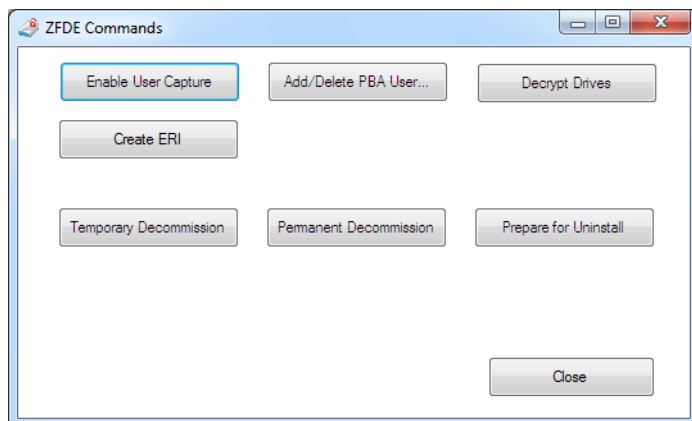 ZFDE Commands
Enable User Capture
Add/Delete PBA User...
Decrypt Drives
Create ERI
Temporary Decommission
Permanent Decommission
Prepare for Uninstall
Close